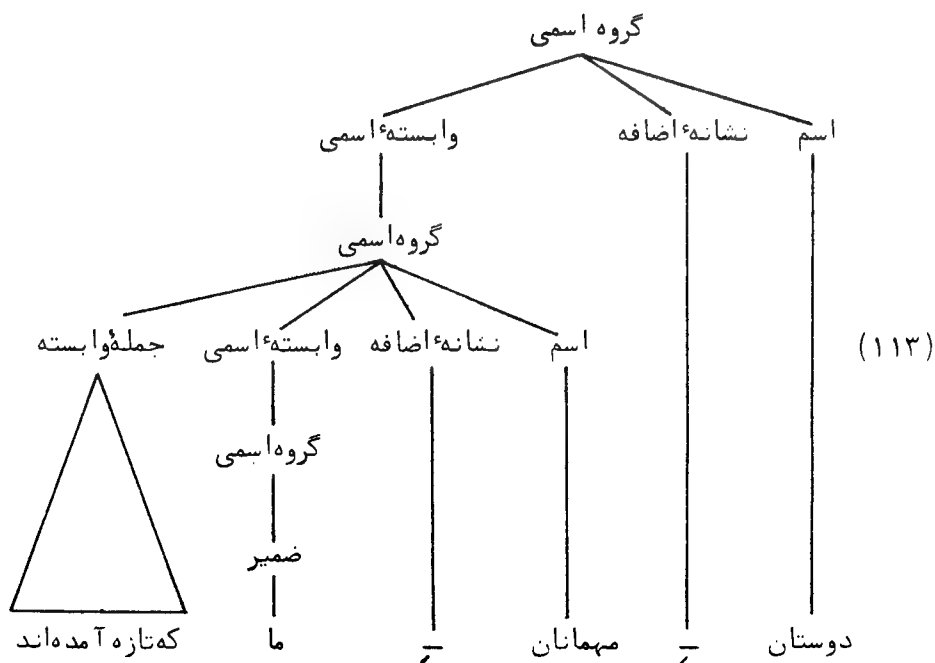 گروه اسمی
اسم نشانهٔ اضافه وابستهٔ اسمی
گروه اسمی
(۱۱۳) اسم نشانهٔ اضافه وابستهٔ اسمی جملهٔ وابسته
گروه اسمی
ضمیر
دوستان ـِ مهمانان ـِ ما که تازه آمده‌اند